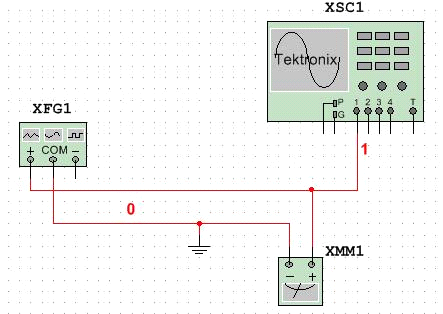 XSC1
Tektronix
P
G
1 2 3 4 T
XFG1
+ COM −
1
0
XMM1
− +